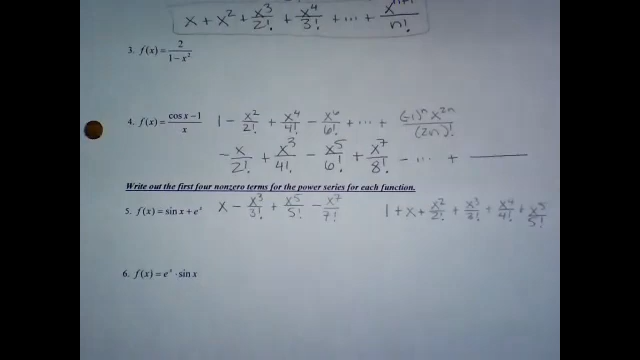 x + x² + x³/2! + x⁴/3! + ... + xⁿ⁺¹/n!
3. f(x) = 2/(1 − x²)
4. f(x) = (cos x − 1)/x 1 − x²/2! + x⁴/4! − x⁶/6! + ... + (-1)ⁿ x²ⁿ/(2n)!
− x/2! + x³/4! − x⁵/6! + x⁷/8! − ... + ____
Write out the first four nonzero terms for the power series for each function.
5. f(x) = sin x + eˣ x − x³/3! + x⁵/5! − x⁷/7! 1 + x + x²/2! + x³/3! + x⁴/4! + x⁵/5!
6. f(x) = eˣ · sin x